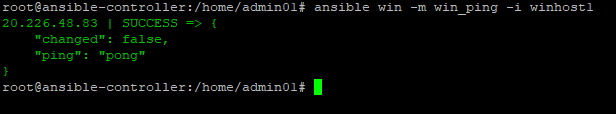 root@ansible-controller:/home/admin01# ansible win -m win_ping -i winhost1
20.226.48.83 | SUCCESS => {
    "changed": false,
    "ping": "pong"
}
root@ansible-controller:/home/admin01#